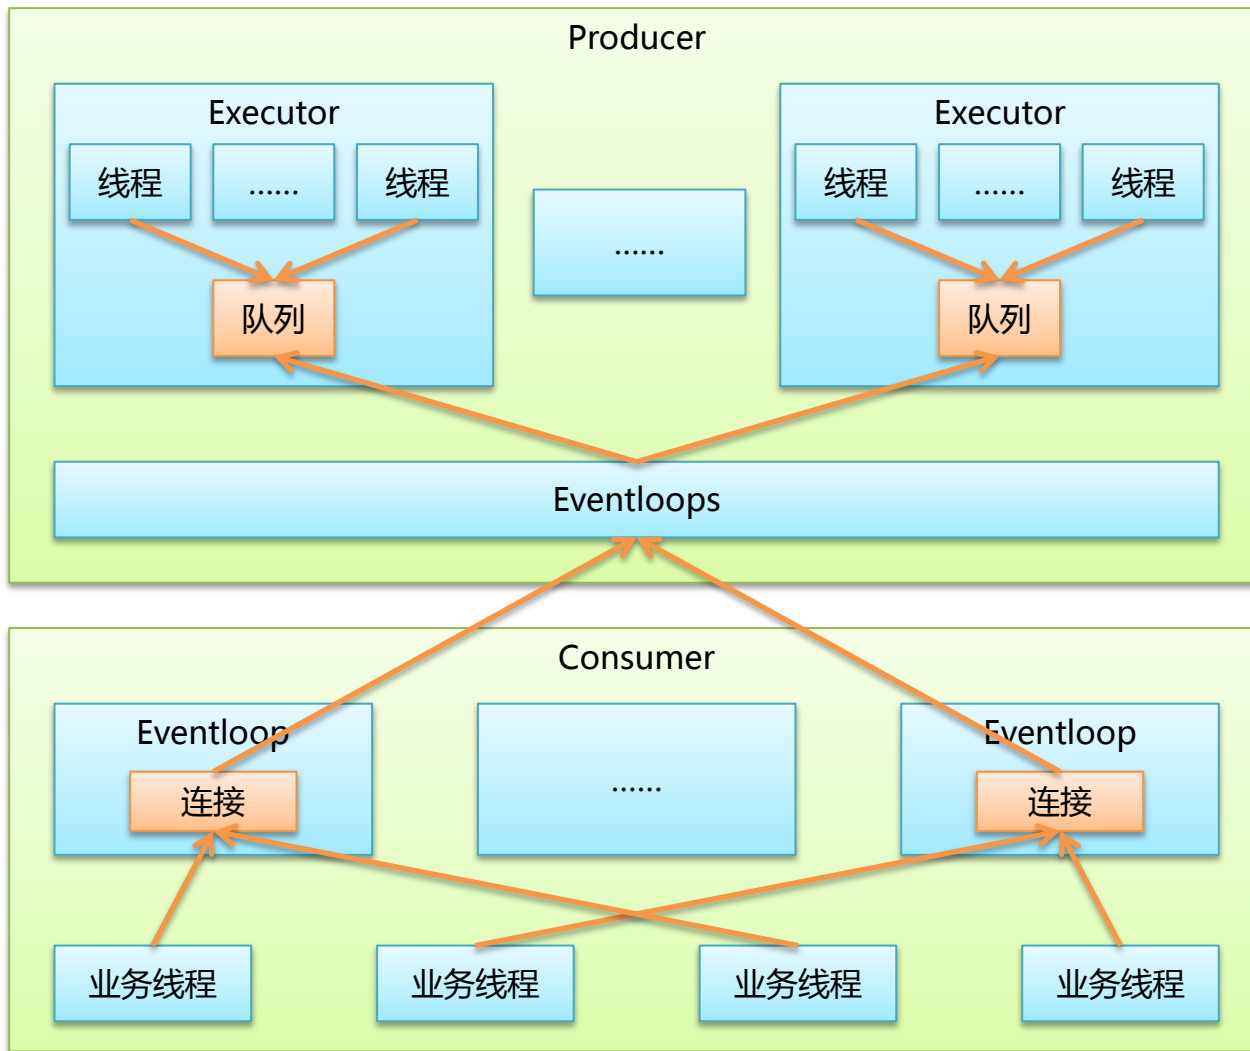 Producer
Executor
Executor
线程
……
线程
线程
……
线程
……
队列
队列
Eventloops
Consumer
Eventloop
Eventloop
……
连接
连接
业务线程
业务线程
业务线程
业务线程